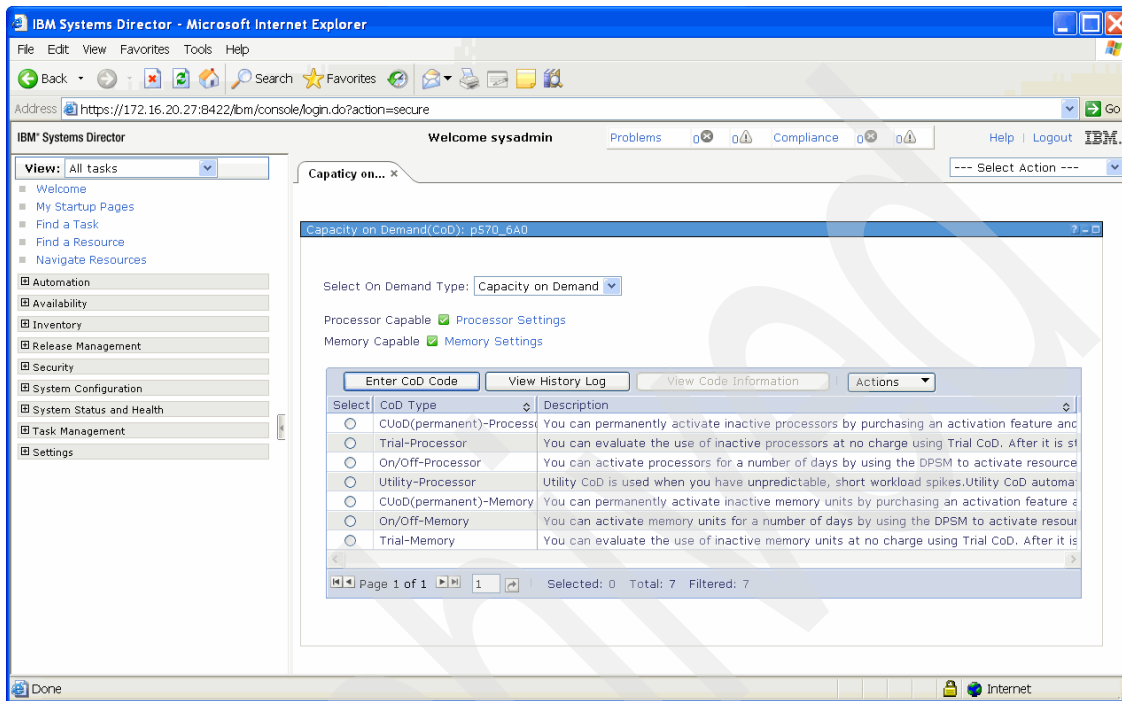 IBM Systems Director - Microsoft Internet Explorer
File Edit View Favorites Tools Help
Back Search Favorites
Address https://172.16.20.27:8422/ibm/console/login.do?action=secure Go
IBM® Systems Director Welcome sysadmin Problems 0 0 Compliance 0 0 Help | Logout IBM.
View: All tasks
Capaticy on... × --- Select Action ---
Welcome
My Startup Pages
Find a Task
Find a Resource
Navigate Resources
Automation
Availability
Inventory
Release Management
Security
System Configuration
System Status and Health
Task Management
Settings
Capacity on Demand(CoD): p570_6A0 ?
Select On Demand Type: Capacity on Demand
Processor Capable Processor Settings
Memory Capable Memory Settings
Enter CoD Code View History Log View Code Information Actions
Select CoD Type Description
CUoD(permanent)-Processo You can permanently activate inactive processors by purchasing an activation feature and
Trial-Processor You can evaluate the use of inactive processors at no charge using Trial CoD. After it is st
On/Off-Processor You can activate processors for a number of days by using the DPSM to activate resource
Utility-Processor Utility CoD is used when you have unpredictable, short workload spikes.Utility CoD automa
CUoD(permanent)-Memory You can permanently activate inactive memory units by purchasing an activation feature a
On/Off-Memory You can activate memory units for a number of days by using the DPSM to activate resour
Trial-Memory You can evaluate the use of inactive memory units at no charge using Trial CoD. After it is
Page 1 of 1 1 Selected: 0 Total: 7 Filtered: 7
Done Internet